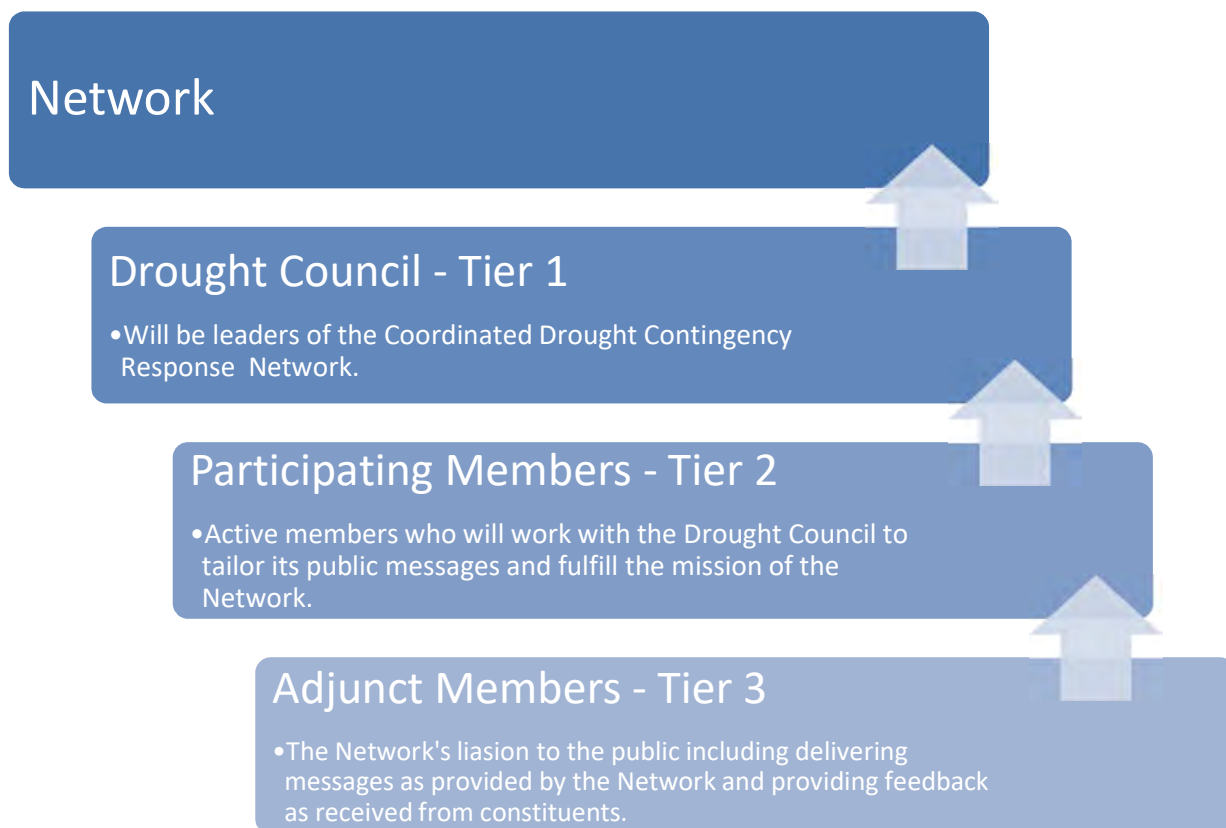 Network
Drought Council - Tier 1
•Will be leaders of the Coordinated Drought Contingency
Response  Network.
Participating Members - Tier 2
•Active members who will work with the Drought Council to
tailor its public messages and fulfill the mission of the
Network.
Adjunct Members - Tier 3
•The Network's liasion to the public including delivering
messages as provided by the Network and providing feedback
as received from constituents.